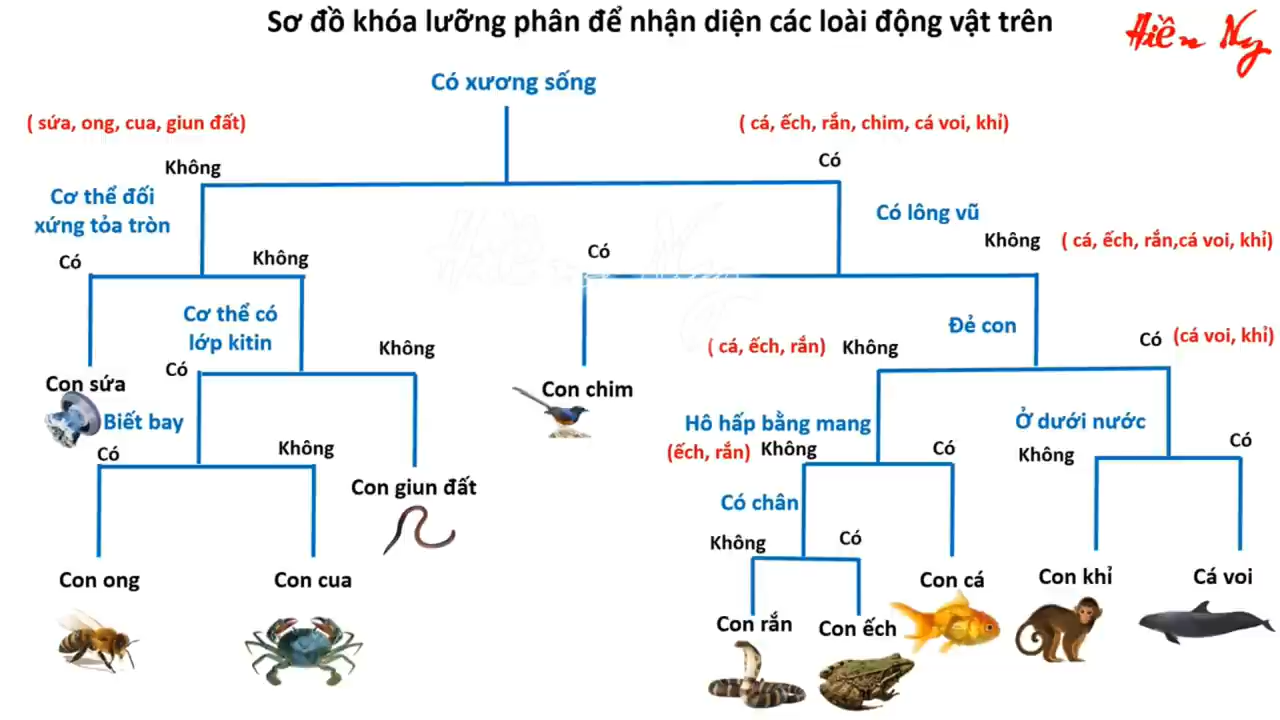 Sơ đồ khóa lưỡng phân để nhận diện các loài động vật trên
Hiền Ny
Có xương sống
( sứa, ong, cua, giun đất)
( cá, ếch, rắn, chim, cá voi, khỉ)
Không
Có
Cơ thể đối
xứng tỏa tròn
Có lông vũ
Có
Không
Có
Không
( cá, ếch, rắn,cá voi, khỉ)
Cơ thể có
lớp kitin
Đẻ con
Có
Không
( cá, ếch, rắn)
Không
Có
(cá voi, khỉ)
Con sứa
Con chim
Biết bay
Hô hấp bằng mang
Ở dưới nước
Có
Không
(ếch, rắn)
Không
Có
Không
Có
Con giun đất
Có chân
Không
Có
Con ong
Con cua
Con cá
Con khỉ
Cá voi
Con rắn
Con ếch